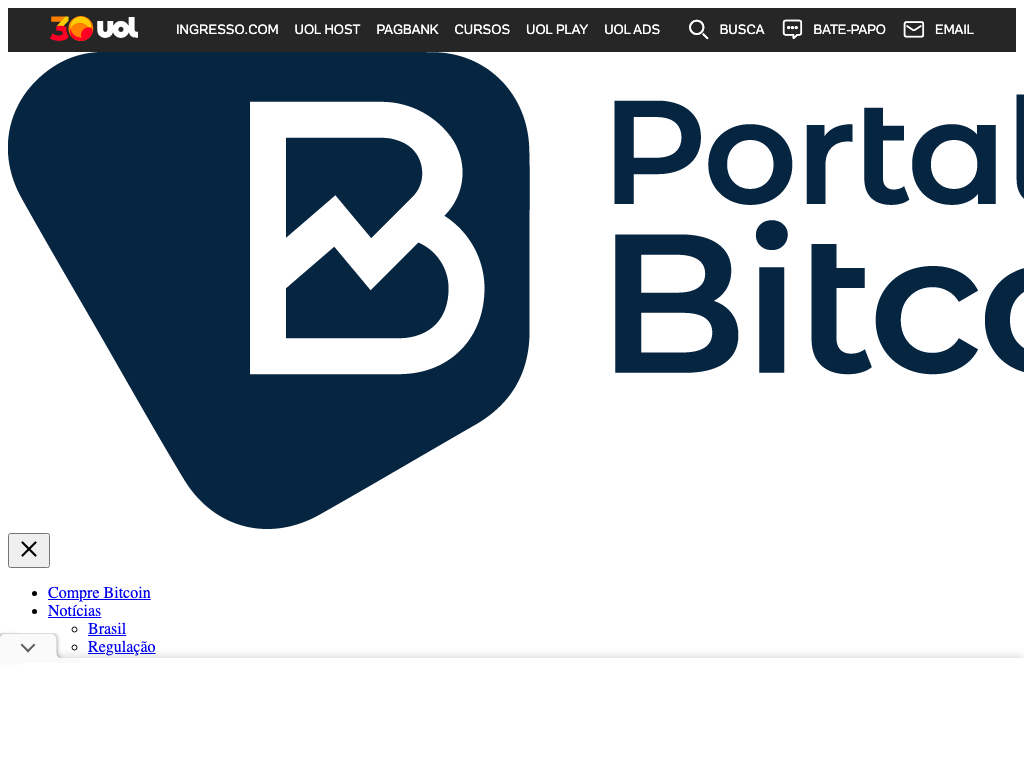 30 uol INGRESSO.COM UOL HOST PAGBANK CURSOS UOL PLAY UOL ADS BUSCA BATE-PAPO EMAIL
Portal
Bitco
Compre Bitcoin
Notícias
Brasil
Regulação